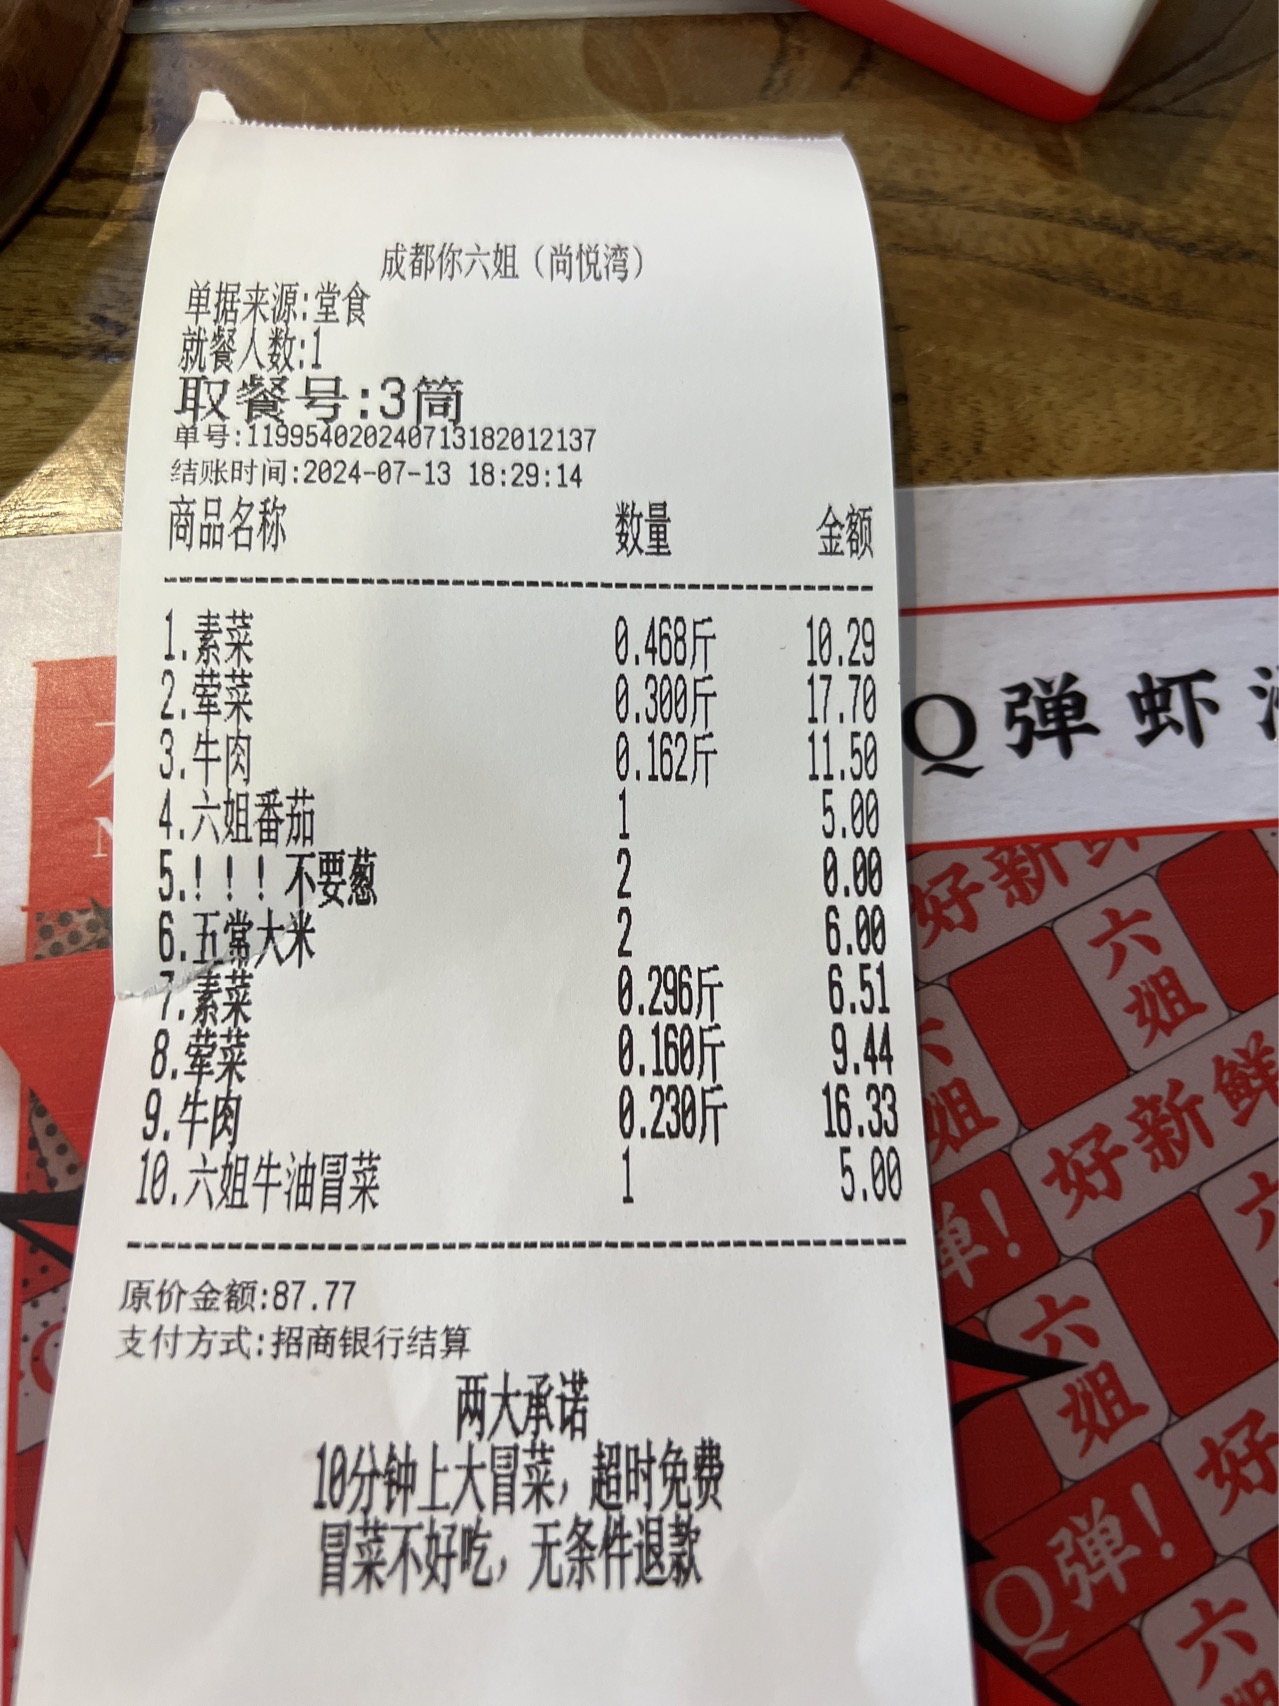 成都你六姐（尚悦湾）
单据来源:堂食
就餐人数:1
取餐号:3筒
单号:119954020240713182012137
结账时间:2024-07-13 18:29:14
商品名称 数量 金额
1.素菜 0.468斤 10.29
2.荤菜 0.300斤 17.70
3.牛肉 0.162斤 11.50
4.六姐番茄 1 5.00
5.！！！不要葱 2 0.00
6.五常大米 2 6.00
7.素菜 0.296斤 6.51
8.荤菜 0.160斤 9.44
9.牛肉 0.230斤 16.33
10.六姐牛油冒菜 1 5.00
原价金额:87.77
支付方式:招商银行结算
两大承诺
10分钟上大冒菜，超时免费
冒菜不好吃，无条件退款
Q弹虾
好新鲜
六姐
六姐
好新鲜
弹！
六姐
六
好
Q弹！
六姐